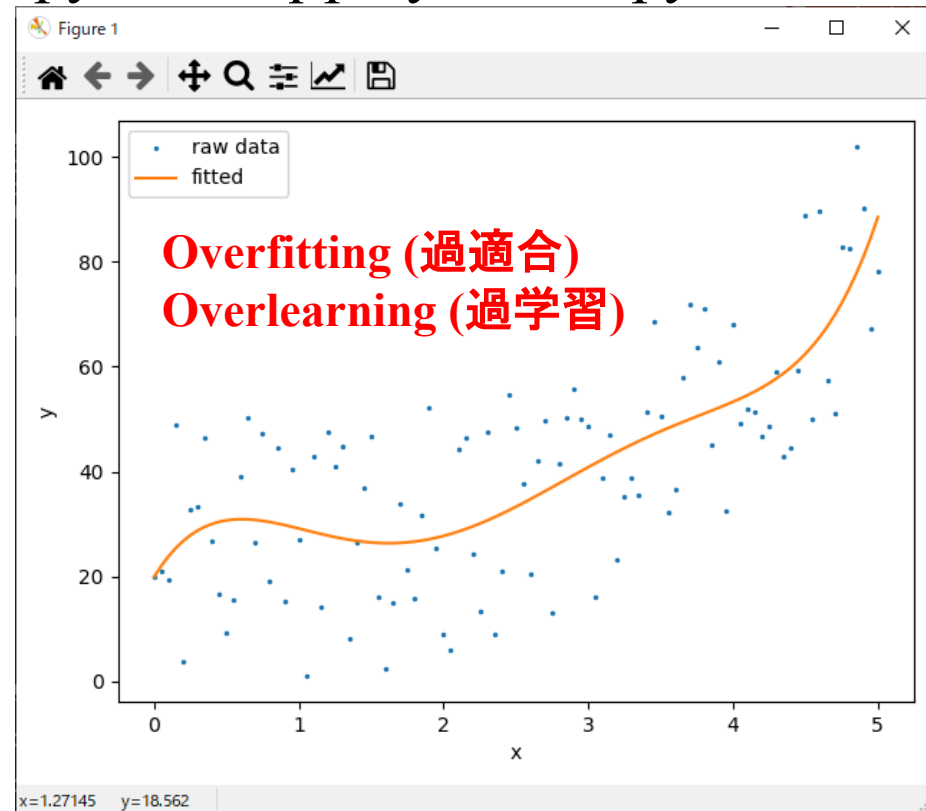 Figure 1
raw data
fitted
Overfitting (過適合)
Overlearning (過学習)
100
80
60
40
20
0
y
0 1 2 3 4 5
x
x=1.27145 y=18.562